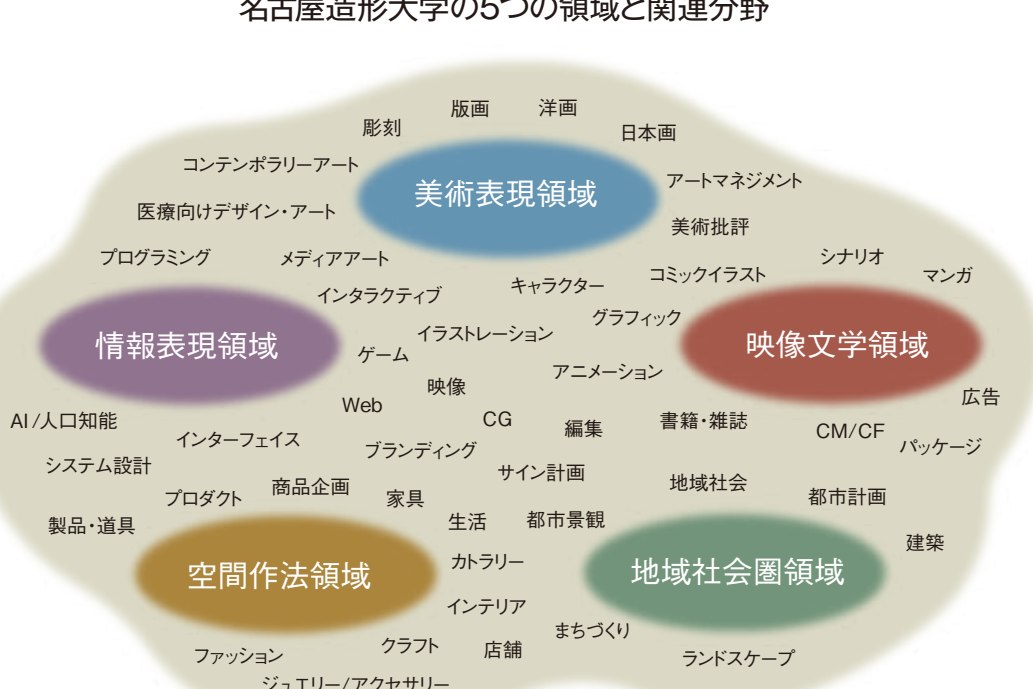 名古屋造形大学の5つの領域と関連分野
版画
洋画
彫刻
日本画
コンテンポラリーアート
美術表現領域
アートマネジメント
医療向けデザイン・アート
美術批評
プログラミング
メディアアート
シナリオ
コミックイラスト
マンガ
インタラクティブ
キャラクター
グラフィック
情報表現領域
イラストレーション
映像文学領域
ゲーム
アニメーション
映像
広告
Web
AI/人口知能
CG
書籍・雑誌
編集
CM/CF
インターフェイス
ブランディング
パッケージ
システム設計
サイン計画
地域社会
商品企画
プロダクト
家具
都市計画
製品・道具
生活
都市景観
建築
カトラリー
空間作法領域
地域社会圏領域
インテリア
まちづくり
ファッション
クラフト
店舗
ランドスケープ
ジュエリー/アクセサリー